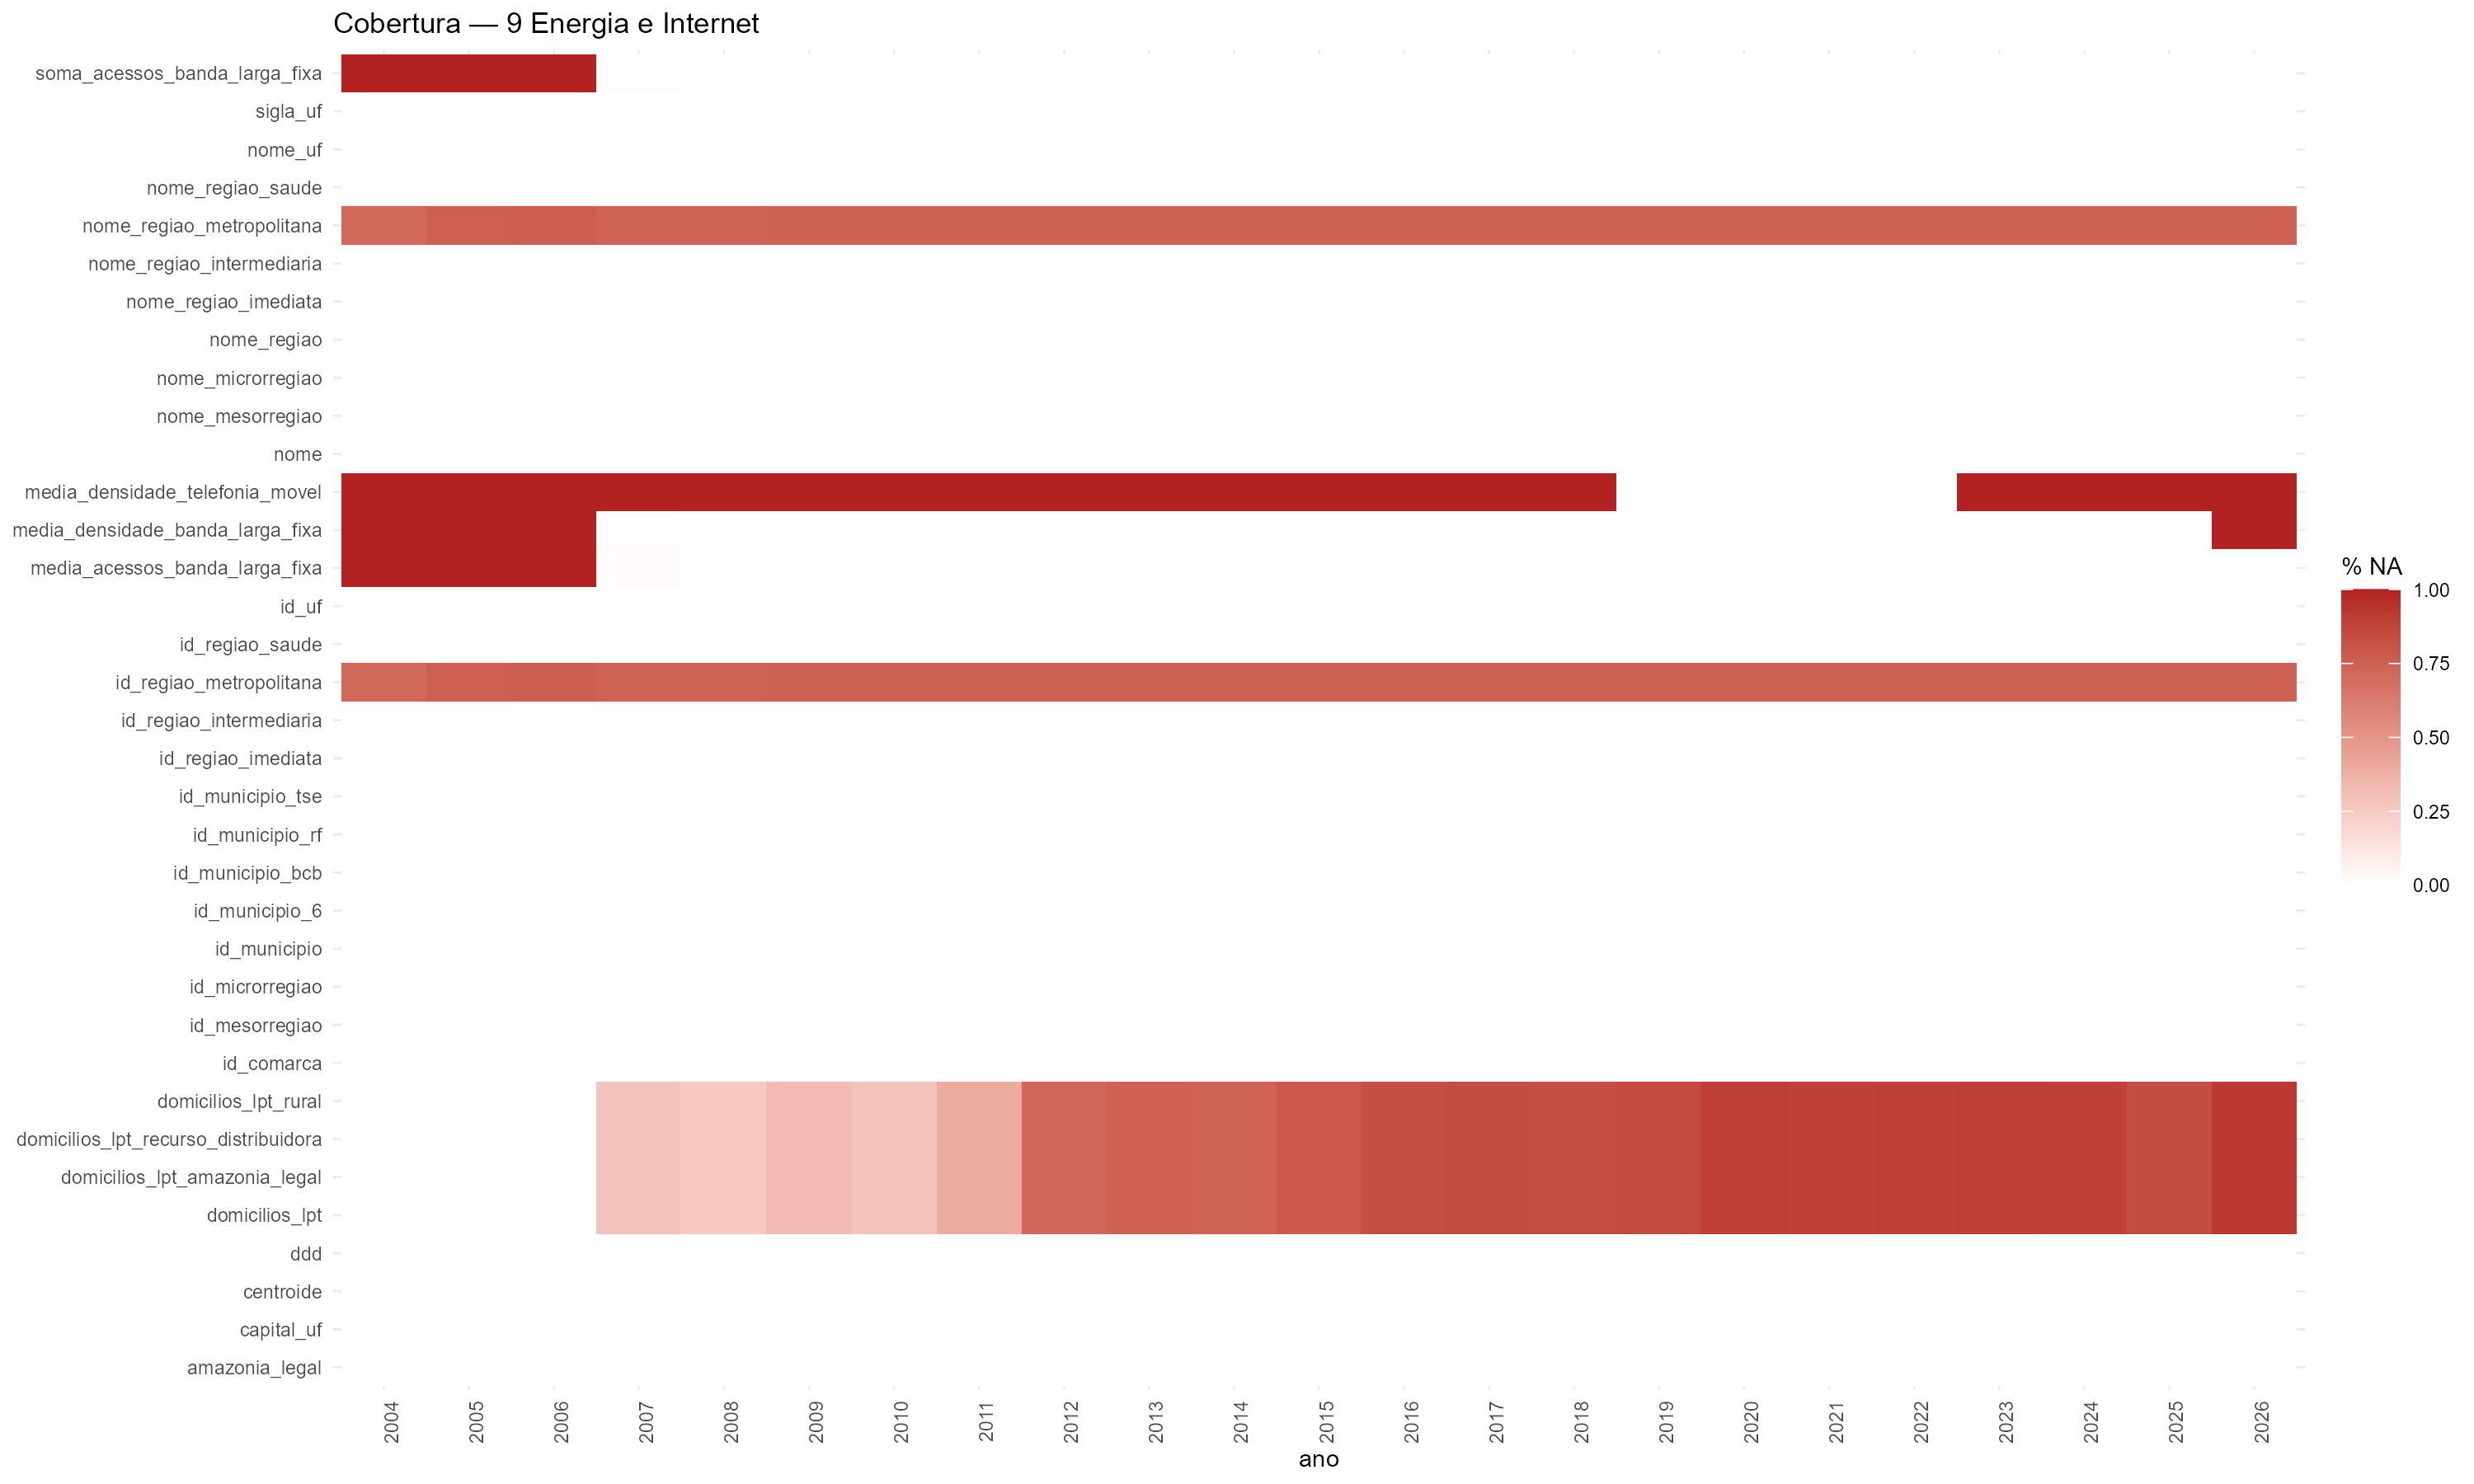 Cobertura — 9 Energia e Internet
soma_acessos_banda_larga_fixa
sigla_uf
nome_uf
nome_regiao_saude
nome_regiao_metropolitana
nome_regiao_intermediaria
nome_regiao_imediata
nome_regiao
nome_microrregiao
nome_mesorregiao
nome
media_densidade_telefonia_movel
media_densidade_banda_larga_fixa
media_acessos_banda_larga_fixa
id_uf
id_regiao_saude
id_regiao_metropolitana
id_regiao_intermediaria
id_regiao_imediata
id_municipio_tse
id_municipio_rf
id_municipio_bcb
id_municipio_6
id_municipio
id_microrregiao
id_mesorregiao
id_comarca
domicilios_lpt_rural
domicilios_lpt_recurso_distribuidora
domicilios_lpt_amazonia_legal
domicilios_lpt
ddd
centroide
capital_uf
amazonia_legal
2004 2005 2006 2007 2008 2009 2010 2011 2012 2013 2014 2015 2016 2017 2018 2019 2020 2021 2022 2023 2024 2025 2026
ano
% NA
1.00
0.75
0.50
0.25
0.00